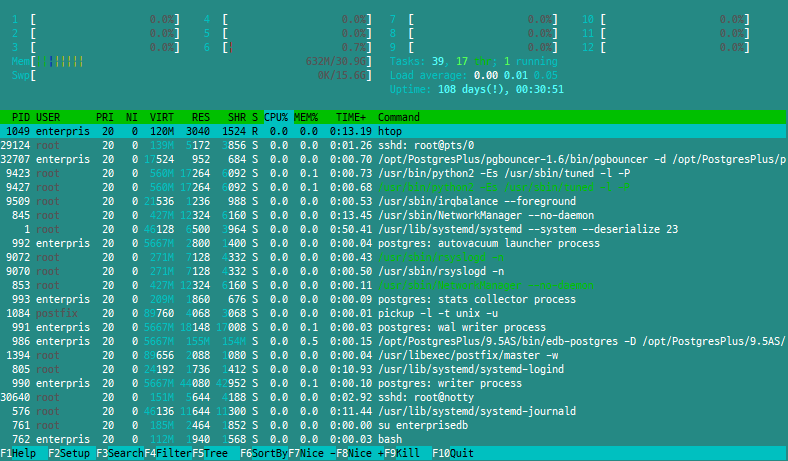 1 [ 0.0%] 4 [ 0.0%] 7 [ 0.0%] 10 [ 0.0%]
2 [ 0.0%] 5 [ 0.0%] 8 [ 0.0%] 11 [ 0.0%]
3 [ 0.0%] 6 [| 0.7%] 9 [ 0.0%] 12 [ 0.0%]
Mem[||||||||| 632M/30.9G] Tasks: 39, 17 thr; 1 running
Swp[ 0K/15.6G] Load average: 0.00 0.01 0.05
Uptime: 108 days(!), 00:30:51
PID USER PRI NI VIRT RES SHR S CPU% MEM% TIME+ Command
1049 enterpris 20 0 120M 3040 1524 R 0.0 0.0 0:13.19 htop
29124 root 20 0 139M 5172 3856 S 0.0 0.0 0:01.26 sshd: root@pts/0
32707 enterpris 20 0 17524 952 684 S 0.0 0.0 0:00.70 /opt/PostgresPlus/pgbouncer-1.6/bin/pgbouncer -d /opt/PostgresPlus/p
9423 root 20 0 560M 17264 6092 S 0.0 0.1 0:00.73 /usr/bin/python2 -Es /usr/sbin/tuned -l -P
9427 root 20 0 560M 17264 6092 S 0.0 0.1 0:00.68 /usr/bin/python2 -Es /usr/sbin/tuned -l -P
9509 root 20 0 21536 1236 988 S 0.0 0.0 0:00.53 /usr/sbin/irqbalance --foreground
845 root 20 0 427M 12324 6160 S 0.0 0.0 0:13.45 /usr/sbin/NetworkManager --no-daemon
1 root 20 0 46128 6500 3964 S 0.0 0.0 0:50.41 /usr/lib/systemd/systemd --system --deserialize 23
992 enterpris 20 0 5667M 2800 1400 S 0.0 0.0 0:00.04 postgres: autovacuum launcher process
9072 root 20 0 271M 7128 4332 S 0.0 0.0 0:00.43 /usr/sbin/rsyslogd -n
9070 root 20 0 271M 7128 4332 S 0.0 0.0 0:00.50 /usr/sbin/rsyslogd -n
853 root 20 0 427M 12324 6160 S 0.0 0.0 0:00.11 /usr/sbin/NetworkManager --no-daemon
993 enterpris 20 0 209M 1860 676 S 0.0 0.0 0:00.09 postgres: stats collector process
1084 postfix 20 0 89760 4068 3068 S 0.0 0.0 0:00.01 pickup -l -t unix -u
991 enterpris 20 0 5667M 18148 17008 S 0.0 0.1 0:00.03 postgres: wal writer process
986 enterpris 20 0 5667M 155M 154M S 0.0 0.5 0:00.15 /opt/PostgresPlus/9.5AS/bin/edb-postgres -D /opt/PostgresPlus/9.5AS/
1394 root 20 0 89656 2088 1080 S 0.0 0.0 0:00.04 /usr/libexec/postfix/master -w
805 root 20 0 24192 1736 1412 S 0.0 0.0 0:10.93 /usr/lib/systemd/systemd-logind
990 enterpris 20 0 5667M 44080 42952 S 0.0 0.1 0:00.03 postgres: writer process
30640 root 20 0 151M 5644 4188 S 0.0 0.0 0:02.92 sshd: root@notty
576 root 20 0 46136 11644 11300 S 0.0 0.0 0:11.44 /usr/lib/systemd/systemd-journald
761 root 20 0 185M 2464 1852 S 0.0 0.0 0:00.00 su enterprisedb
762 enterpris 20 0 112M 1940 1568 S 0.0 0.0 0:00.03 bash
F1Help F2Setup F3SearchF4FilterF5Tree F6SortByF7Nice -F8Nice +F9Kill F10Quit